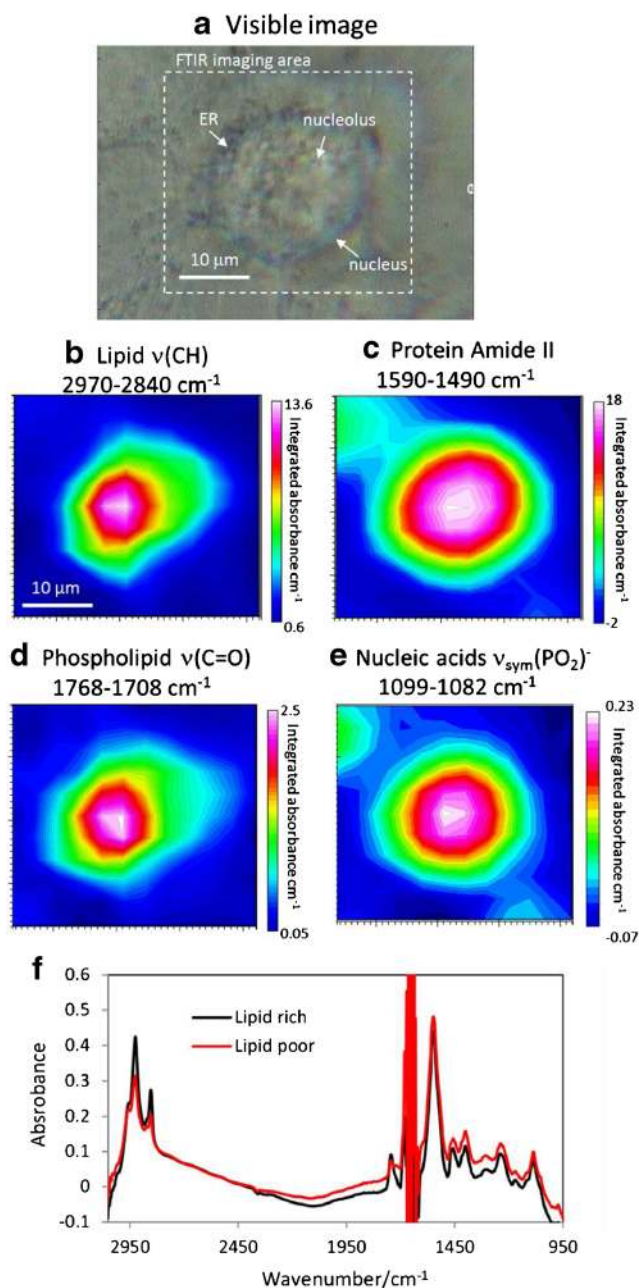 a Visible image
FTIR imaging area
ER
nucleolus
10 μm
nucleus
b Lipid ν(CH)
2970-2840 cm⁻¹
13.6
Integrated absorbance cm⁻¹
0.6
10 μm
c Protein Amide II
1590-1490 cm⁻¹
18
Integrated absorbance cm⁻¹
-2
d Phospholipid ν(C=O)
1768-1708 cm⁻¹
2.5
Integrated absorbance cm⁻¹
0.05
e Nucleic acids νsym(PO₂)⁻
1099-1082 cm⁻¹
0.23
Integrated absorbance cm⁻¹
-0.07
f
0.6
0.5
0.4
0.3
0.2
0.1
0
-0.1
Absrobance
Lipid rich
Lipid poor
2950 2450 1950 1450 950
Wavenumber/cm⁻¹